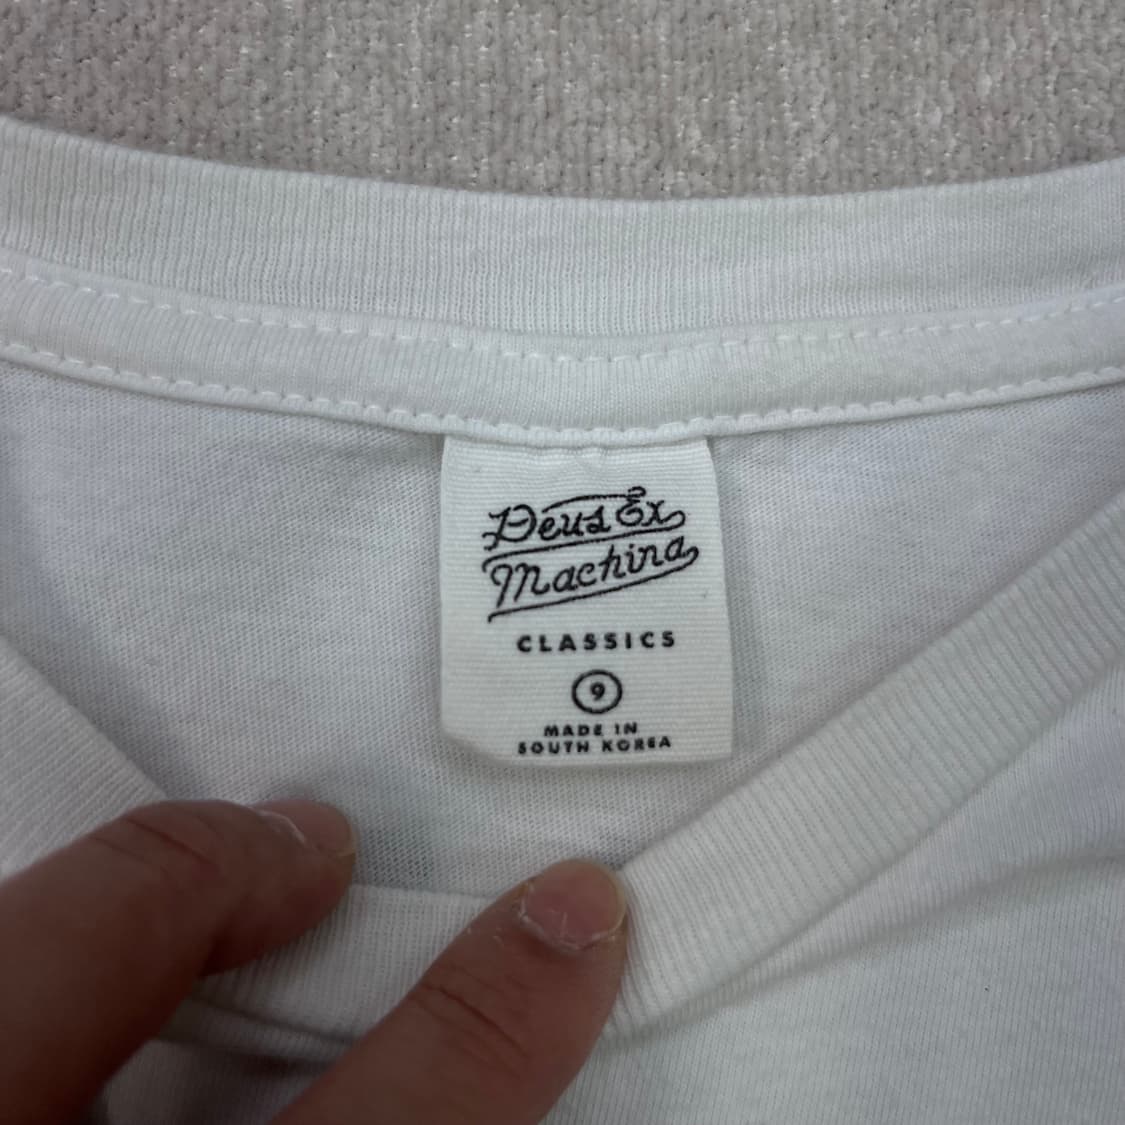 Deus Ex
Machina
CLASSICS
9
MADE IN
SOUTH KOREA